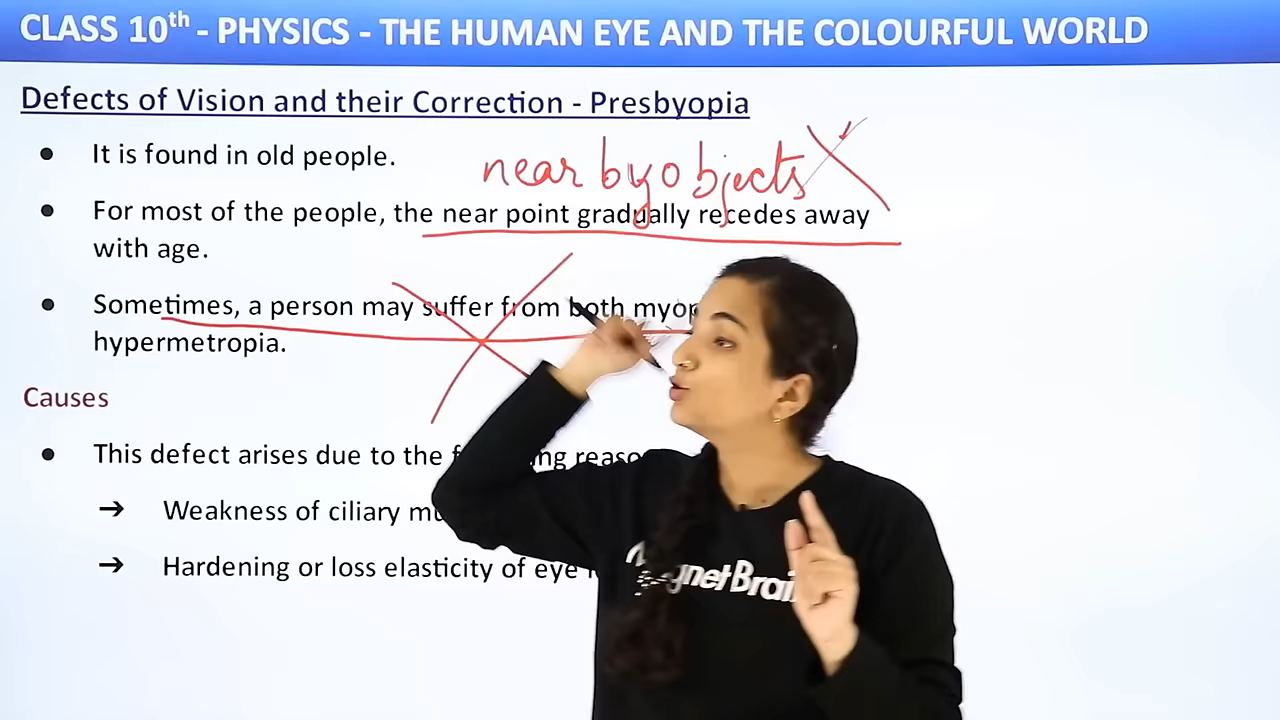 CLASS 10th - PHYSICS - THE HUMAN EYE AND THE COLOURFUL WORLD
Defects of Vision and their Correction - Presbyopia
● It is found in old people.
near by objects
● For most of the people, the near point gradually recedes away
with age.
● Sometimes, a person may suffer from both myop
hypermetropia.
Causes
● This defect arises due to the
➔ Weakness of ciliary
➔ Hardening or loss elasticity of eye